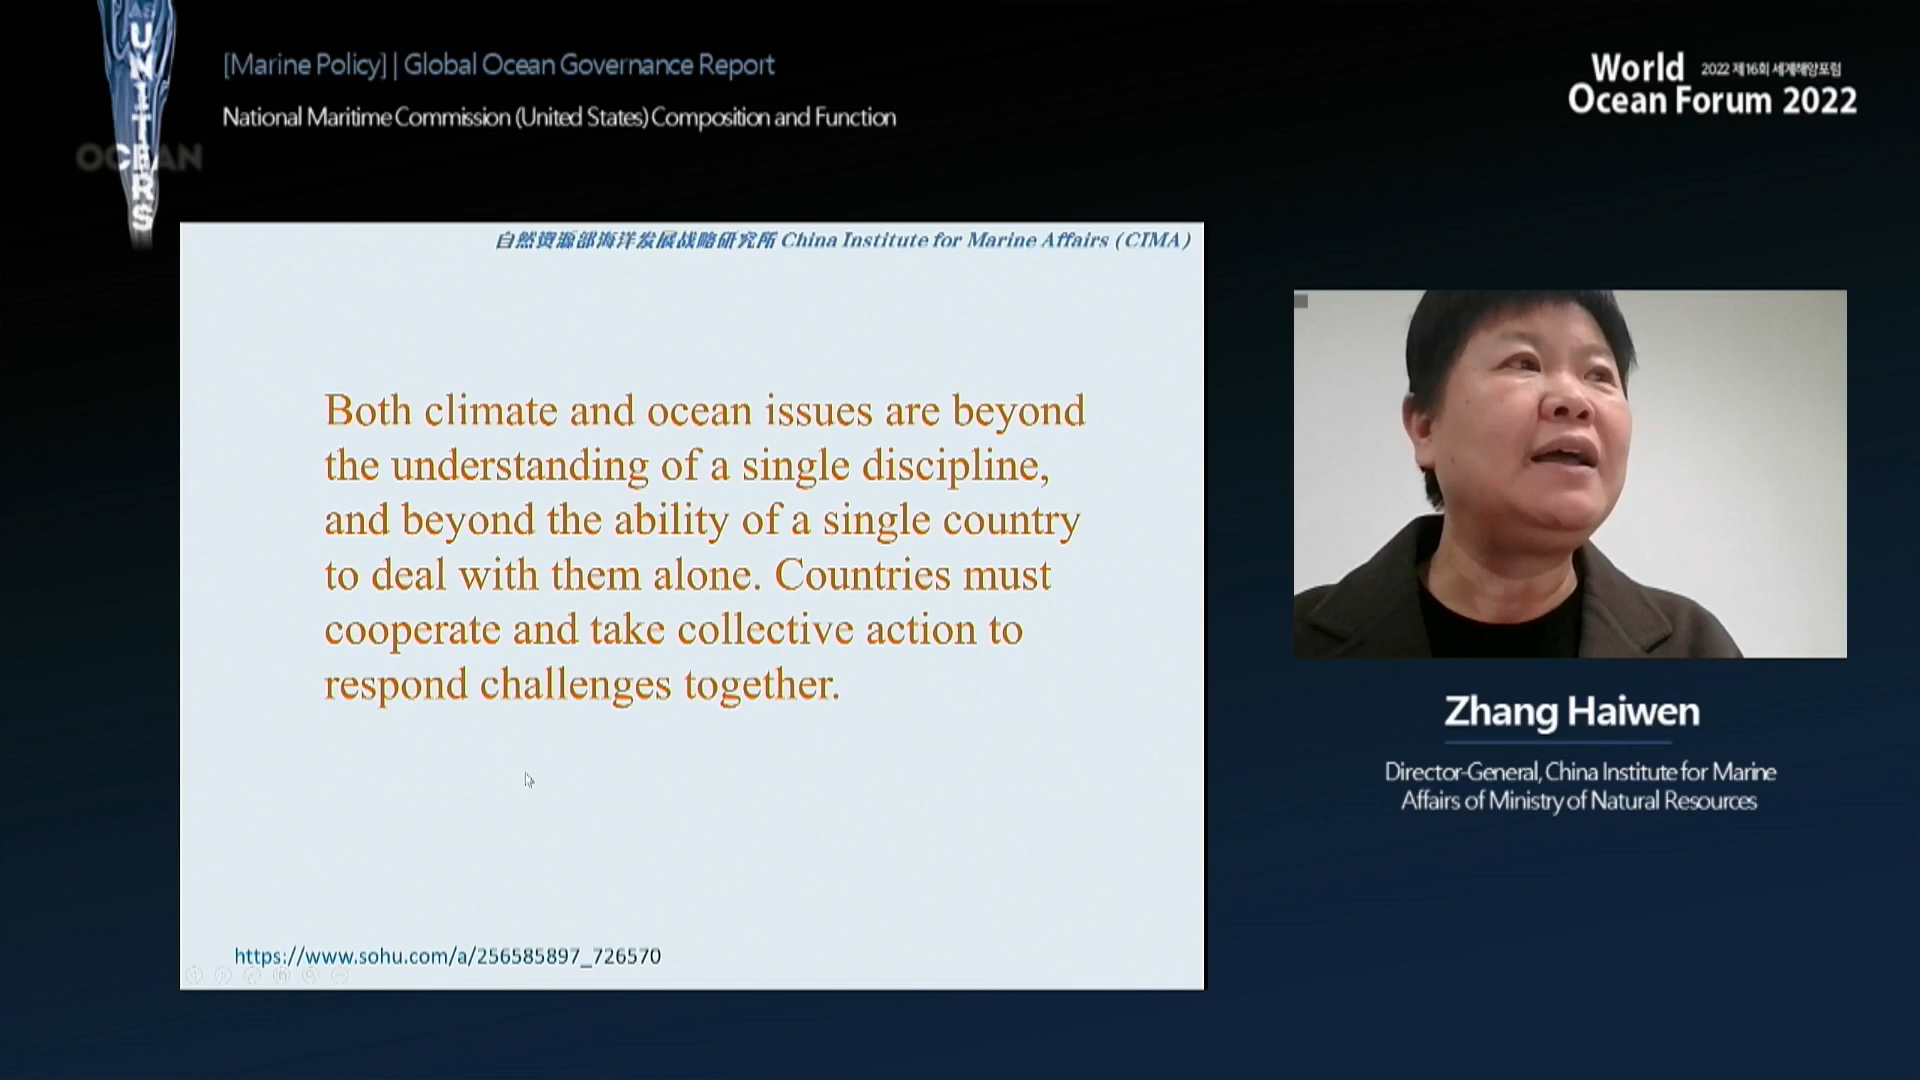 AS
UNITERS
OCEAN
[Marine Policy] | Global Ocean Governance Report
National Maritime Commission (United States) Composition and Function
World
2022 제16회 세계해양포럼
Ocean Forum 2022
自然资源部海洋发展战略研究所 China Institute for Marine Affairs (CIMA)
Both climate and ocean issues are beyond
the understanding of a single discipline,
and beyond the ability of a single country
to deal with them alone. Countries must
cooperate and take collective action to
respond challenges together.
https://www.sohu.com/a/256585897_726570
Zhang Haiwen
Director-General, China Institute for Marine
Affairs of Ministry of Natural Resources